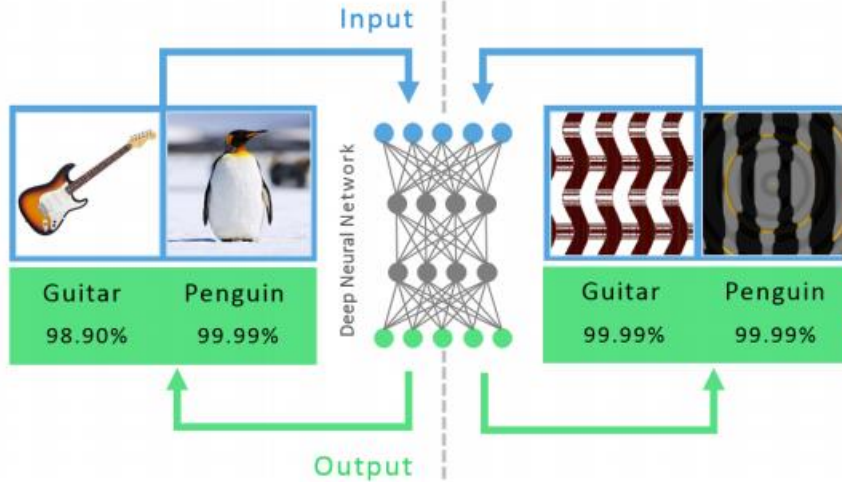 Input
Deep Neural Network
Guitar Penguin
98.90% 99.99%
Guitar Penguin
99.99% 99.99%
Output